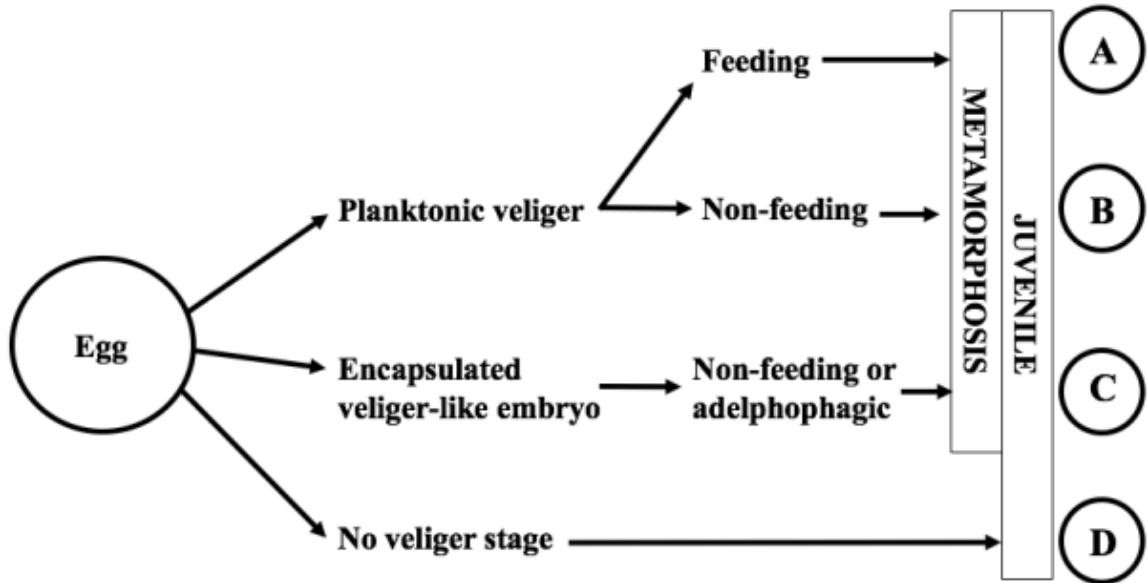 Feeding
A
Planktonic veliger
Non-feeding
B
METAMORPHOSIS
JUVENILE
Egg
Encapsulated
veliger-like embryo
Non-feeding or
adelphophagic
C
No veliger stage
D